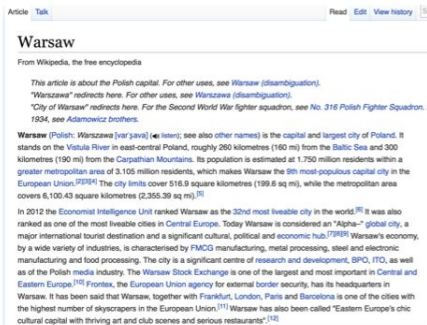 Article Talk Read Edit View history
Warsaw
From Wikipedia, the free encyclopedia
This article is about the Polish capital. For other uses, see Warsaw (disambiguation).
"Warszawa" redirects here. For other uses, see Warszawa (disambiguation).
"City of Warsaw" redirects here. For the Second World War fighter squadron, see No. 316 Polish Fighter Squadron.
1934, see Adamowicz brothers.
Warsaw (Polish: Warszawa [varˈʂava] ( listen); see also other names) is the capital and largest city of Poland. It
stands on the Vistula River in east-central Poland, roughly 260 kilometres (160 mi) from the Baltic Sea and 300
kilometres (190 mi) from the Carpathian Mountains. Its population is estimated at 1.750 million residents within a
greater metropolitan area of 3.105 million residents, which makes Warsaw the 9th most-populous capital city in the
European Union.[2][3][4] The city limits cover 516.9 square kilometres (199.6 sq mi), while the metropolitan area
covers 6,100.43 square kilometres (2,355.39 sq mi).[5]
In 2012 the Economist Intelligence Unit ranked Warsaw as the 32nd most liveable city in the world.[6] It was also
ranked as one of the most liveable cities in Central Europe. Today Warsaw is considered an "Alpha–" global city, a
major international tourist destination and a significant cultural, political and economic hub.[7][8][9] Warsaw's economy,
by a wide variety of industries, is characterised by FMCG manufacturing, metal processing, steel and electronic
manufacturing and food processing. The city is a significant centre of research and development, BPO, ITO, as well
as of the Polish media industry. The Warsaw Stock Exchange is one of the largest and most important in Central and
Eastern Europe.[10] Frontex, the European Union agency for external border security, has its headquarters in
Warsaw. It has been said that Warsaw, together with Frankfurt, London, Paris and Barcelona is one of the cities with
the highest number of skyscrapers in the European Union.[11] Warsaw has also been called "Eastern Europe's chic
cultural capital with thriving art and club scenes and serious restaurants".[12]